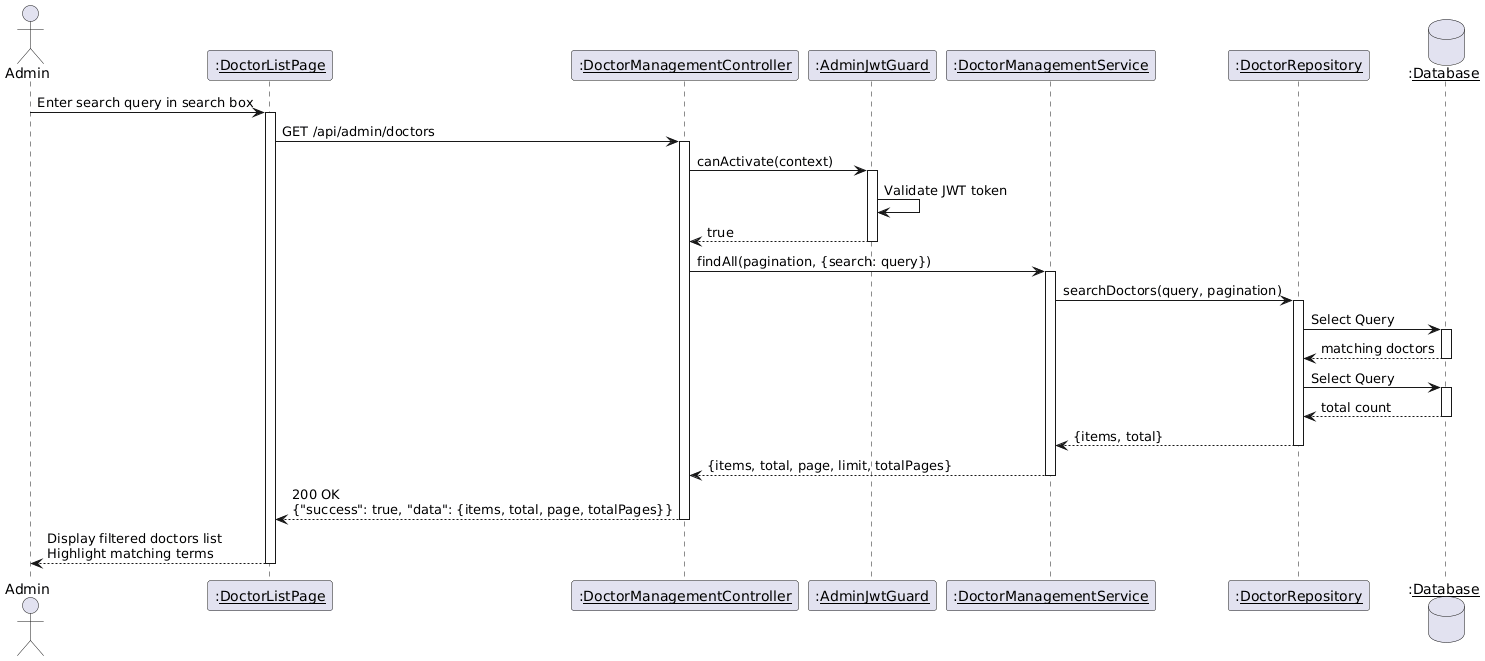 Admin
:DoctorListPage
:DoctorManagementController
:AdminJwtGuard
:DoctorManagementService
:DoctorRepository
:Database
Enter search query in search box
GET /api/admin/doctors
canActivate(context)
Validate JWT token
true
findAll(pagination, {search: query})
searchDoctors(query, pagination)
Select Query
matching doctors
Select Query
total count
{items, total}
{items, total, page, limit, totalPages}
200 OK
{"success": true, "data": {items, total, page, totalPages}}
Display filtered doctors list
Highlight matching terms
Admin
:DoctorListPage
:DoctorManagementController
:AdminJwtGuard
:DoctorManagementService
:DoctorRepository
:Database